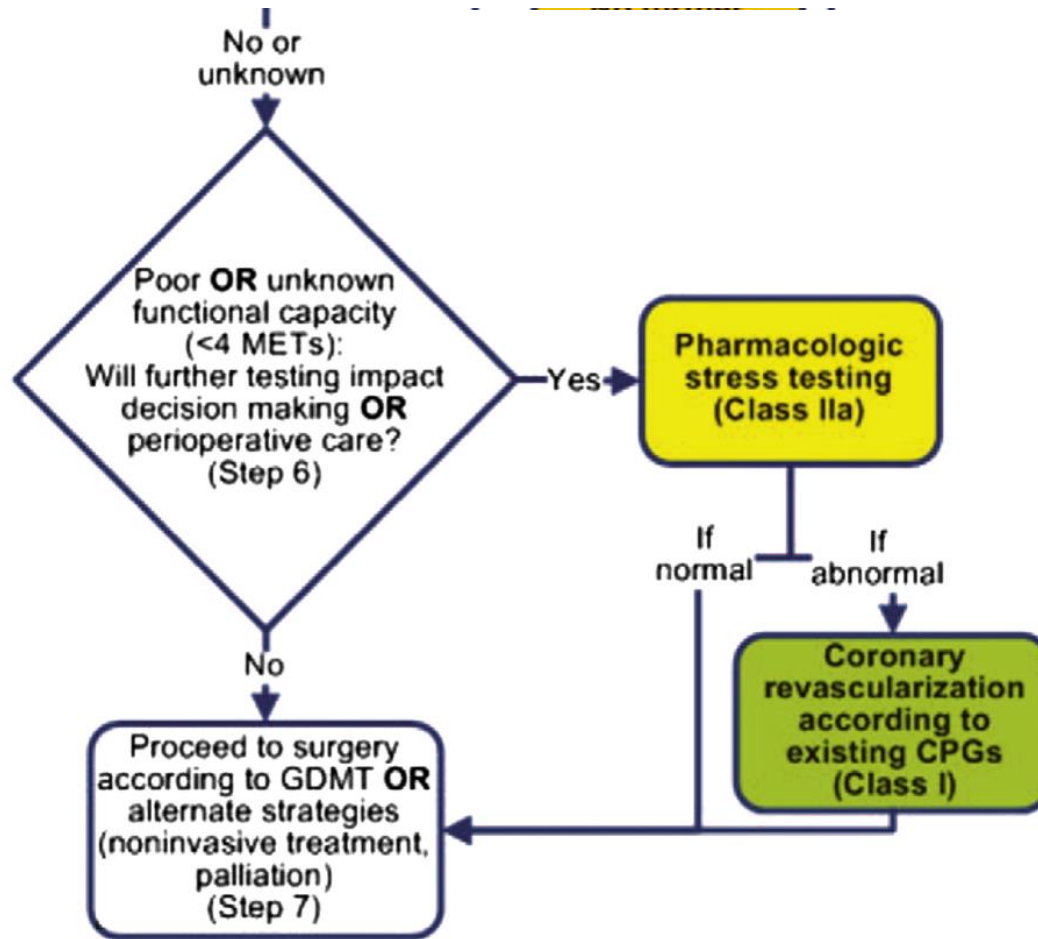 No or
unknown
Poor OR unknown
functional capacity
(<4 METs):
Will further testing impact
decision making OR
perioperative care?
(Step 6)
Yes
Pharmacologic
stress testing
(Class IIa)
If
normal
If
abnormal
No
Coronary
revascularization
according to
existing CPGs
(Class I)
Proceed to surgery
according to GDMT OR
alternate strategies
(noninvasive treatment,
palliation)
(Step 7)